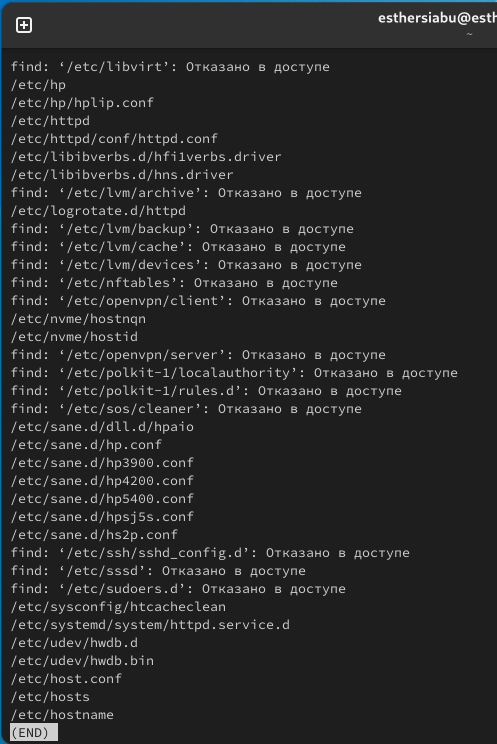 esthersiabu@esth
~
find: ‘/etc/libvirt’: Отказано в доступе
/etc/hp
/etc/hp/hplip.conf
/etc/httpd
/etc/httpd/conf/httpd.conf
/etc/libibverbs.d/hfi1verbs.driver
/etc/libibverbs.d/hns.driver
find: ‘/etc/lvm/archive’: Отказано в доступе
/etc/logrotate.d/httpd
find: ‘/etc/lvm/backup’: Отказано в доступе
find: ‘/etc/lvm/cache’: Отказано в доступе
find: ‘/etc/lvm/devices’: Отказано в доступе
find: ‘/etc/nftables’: Отказано в доступе
find: ‘/etc/openvpn/client’: Отказано в доступе
/etc/nvme/hostnqn
/etc/nvme/hostid
find: ‘/etc/openvpn/server’: Отказано в доступе
find: ‘/etc/polkit-1/localauthority’: Отказано в доступе
find: ‘/etc/polkit-1/rules.d’: Отказано в доступе
find: ‘/etc/sos/cleaner’: Отказано в доступе
/etc/sane.d/dll.d/hpaio
/etc/sane.d/hp.conf
/etc/sane.d/hp3900.conf
/etc/sane.d/hp4200.conf
/etc/sane.d/hp5400.conf
/etc/sane.d/hpsj5s.conf
/etc/sane.d/hs2p.conf
find: ‘/etc/ssh/sshd_config.d’: Отказано в доступе
find: ‘/etc/sssd’: Отказано в доступе
find: ‘/etc/sudoers.d’: Отказано в доступе
/etc/sysconfig/htcacheclean
/etc/systemd/system/httpd.service.d
/etc/udev/hwdb.d
/etc/udev/hwdb.bin
/etc/host.conf
/etc/hosts
/etc/hostname
(END)